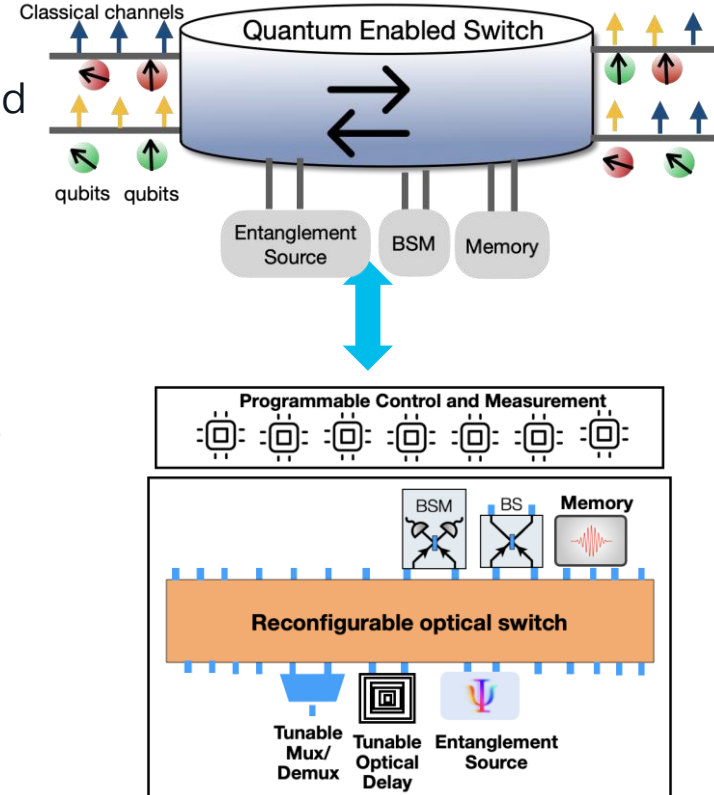 Classical channels
Quantum Enabled Switch
d
qubits qubits
Entanglement
Source
BSM
Memory
Programmable Control and Measurement
BSM
BS
Memory
Reconfigurable optical switch
Ψ
Tunable
Mux/
Demux
Tunable
Optical
Delay
Entanglement
Source